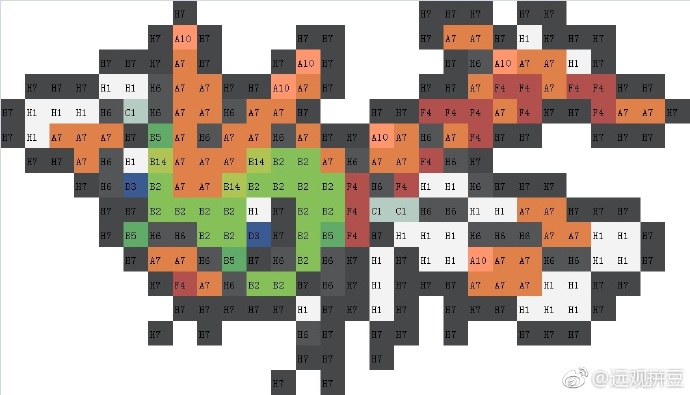 H7 H7 H7 H7 H7 H7
H7 A10 H7 H7 A7 A7 H7 H1 H7 H7 H7
H7 H7 H7 A7 H7 H7 A10 H7 H7 H6 A10 A7 A7 H1 H7
H7 H7 H7 H1 H1 H6 A7 A7 H7 H7 A10 A7 H7 H7 H7 A7 F4 F4 A7 F4 F4 H7 H7
H7 H1 H1 H1 H6 C1 H6 A7 A7 H6 A7 A7 H7 H7 H7 F4 F4 F4 A7 F4 H7 F4 F4 A7 A7 H7
H7 H1 A7 A7 A7 H7 B5 A7 H6 A7 A7 H6 A7 H7 H7 A10 A7 H6 A7 F4 H7 H7 H7 H7 H7
H7 H7 A7 H6 H1 B14 A7 A7 A7 B14 B2 B2 A7 H6 A7 A7 F4 H6 H7
H7 H6 D3 B2 A7 A7 B14 B2 B2 B2 B2 F4 H6 F4 H1 H1 H6 H7 H7 H7
H7 H7 B2 B2 B2 B2 H1 H7 B2 B2 F4 C1 C1 H6 H6 H1 H1 A7 H7 H7 H7
H7 B5 H6 H6 B2 B2 D3 H7 B2 B5 F4 H7 H1 H1 H1 H6 H6 A7 A7 H1 H1 H7
H7 A7 A7 H6 B5 H7 H6 B2 H6 H7 H1 H7 H1 H1 A10 A7 A7 H7 H7 H1 H1 H7
H7 F4 A7 H6 B2 B2 H7 H6 H7 H1 H7 H7 H7 A7 A7 A7 H1 H1 H7 H7
H7 H7 H7 H7 H7 H1 H7 H1 H7 H7 H7 H7 H1 H1 H1 H7
H7 H7 H6 H7 H7 H7 H7 H7 H7 H7
H7 H7 H7
H7 H7 H7
@远观拼豆